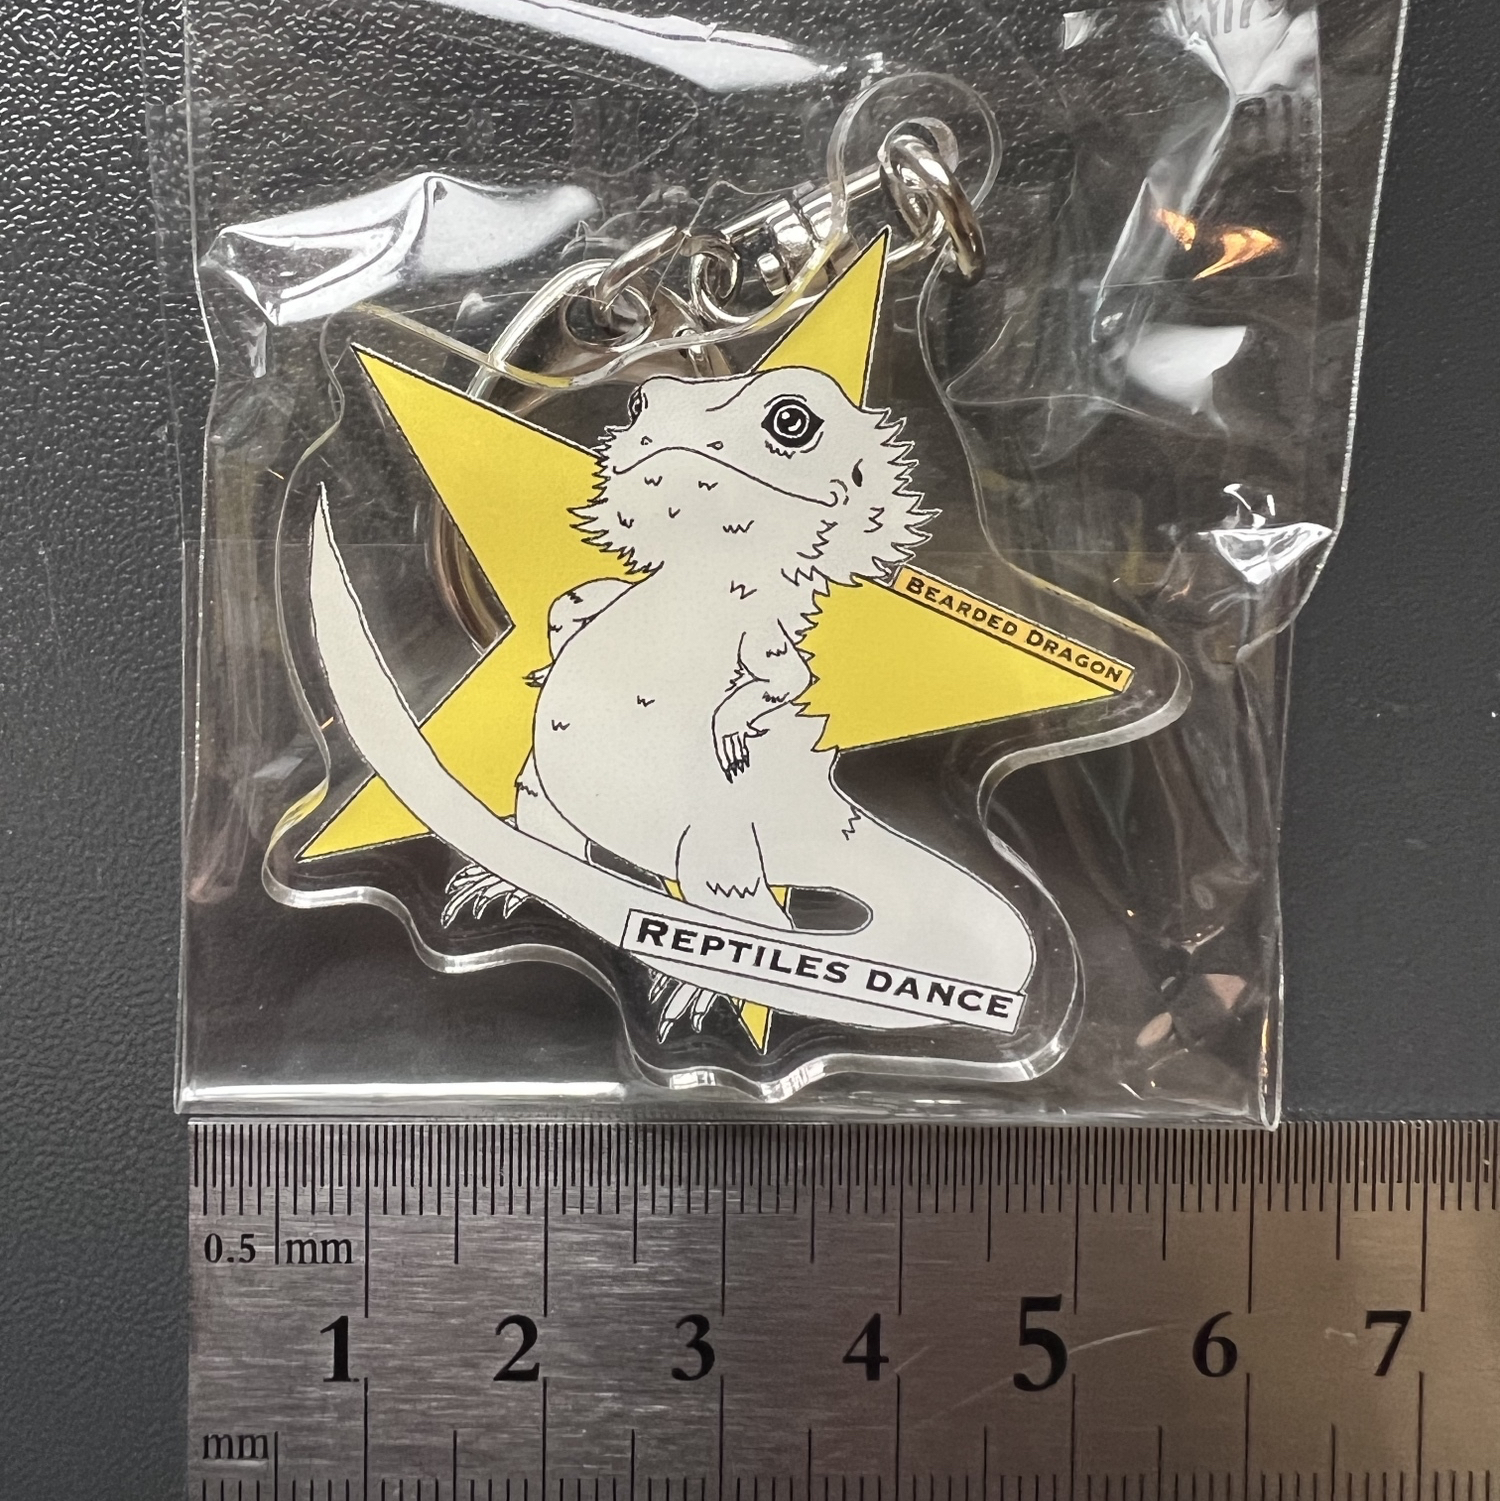 BEARDED DRAGON
REPTILES DANCE
0.5 mm
1 2 3 4 5 6 7
mm